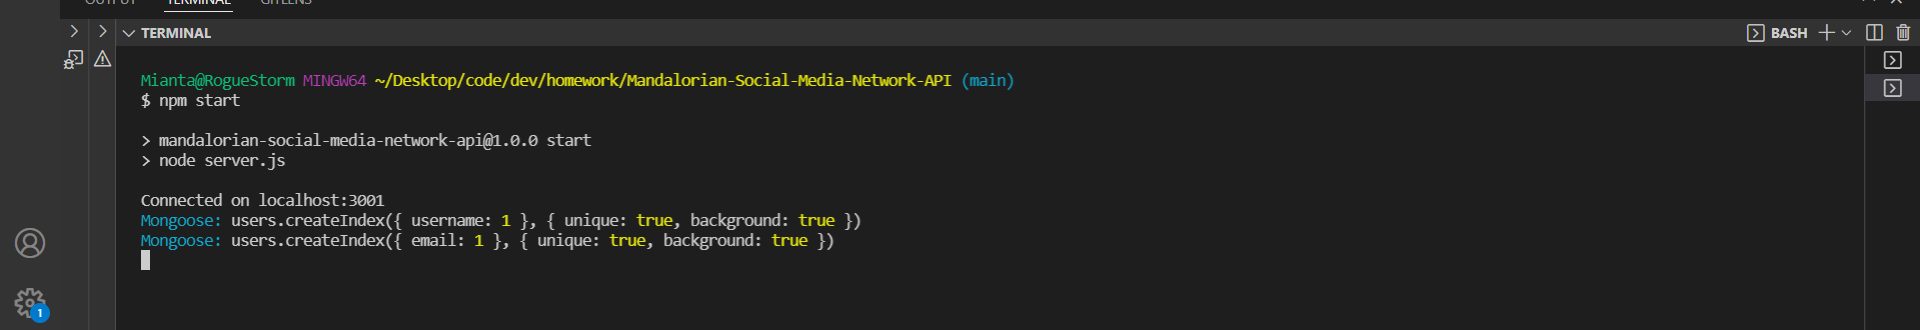 OUTPUT TERMINAL GITLENS
TERMINAL
BASH
Mianta@RogueStorm MINGW64 ~/Desktop/code/dev/homework/Mandalorian-Social-Media-Network-API (main)
$ npm start
> mandalorian-social-media-network-api@1.0.0 start
> node server.js
Connected on localhost:3001
Mongoose: users.createIndex({ username: 1 }, { unique: true, background: true })
Mongoose: users.createIndex({ email: 1 }, { unique: true, background: true })
1